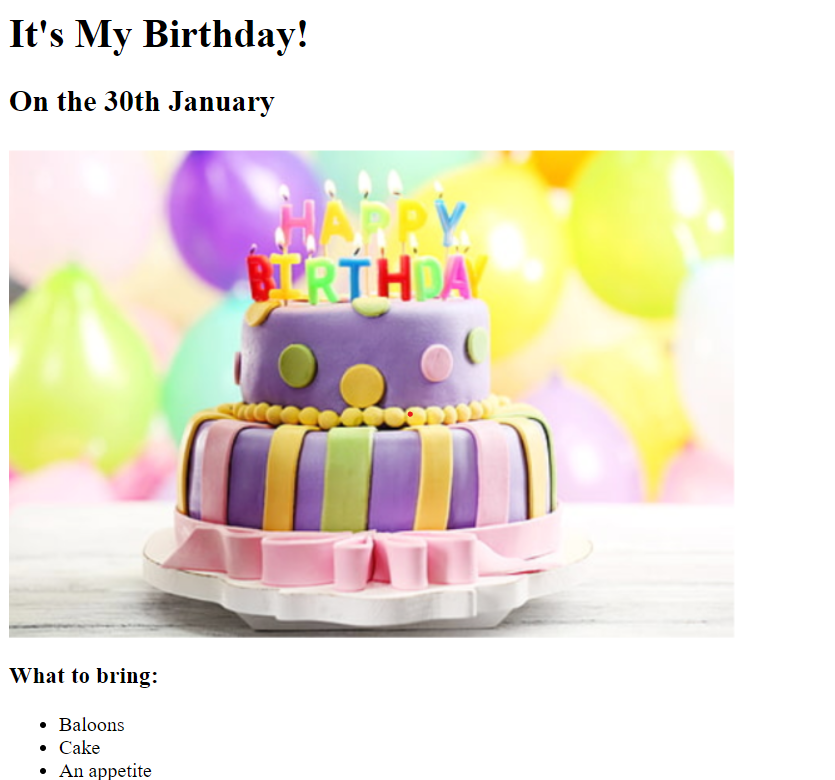 It's My Birthday!
On the 30th January
HAPPY
BIRTHDAY
What to bring:
Baloons
Cake
An appetite